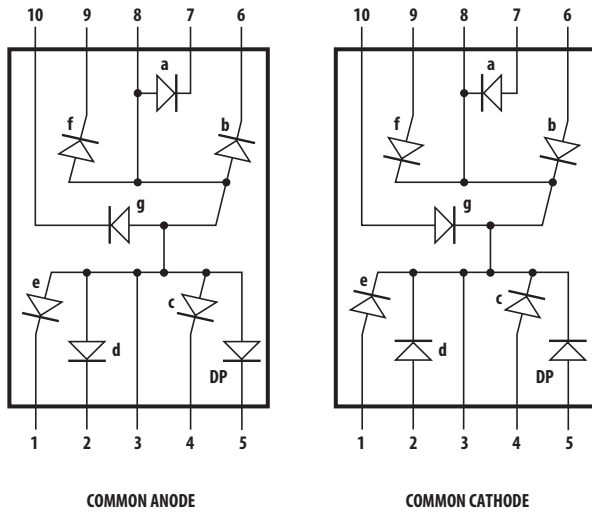 10 9 8 7 6 10 9 8 7 6
a a
f b f b
g g
e c e c
d d
DP DP
1 2 3 4 5 1 2 3 4 5
COMMON ANODE COMMON CATHODE